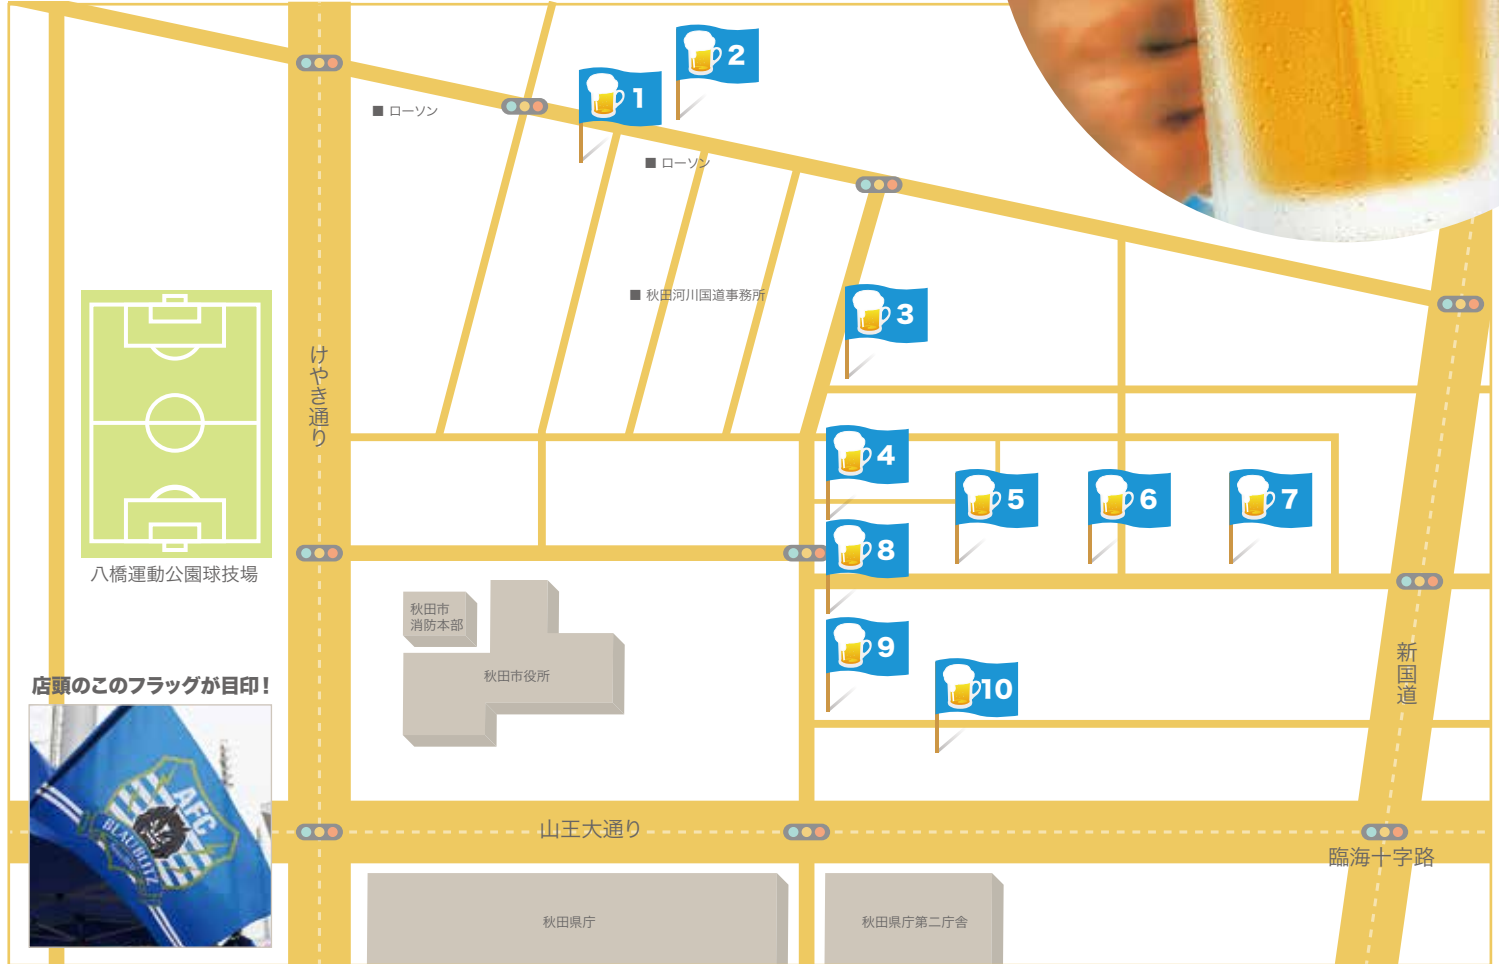 2
1
■ ローソン
■ ローソン
■ 秋田河川国道事務所
3
けやき通り
4
5
6
7
8
八橋運動公園球技場
秋田市
消防本部
秋田市役所
9
10
新国道
店頭のこのフラッグが目印!
AFC
BLAUBLITZ
山王大通り
臨海十字路
秋田県庁
秋田県庁第二庁舎